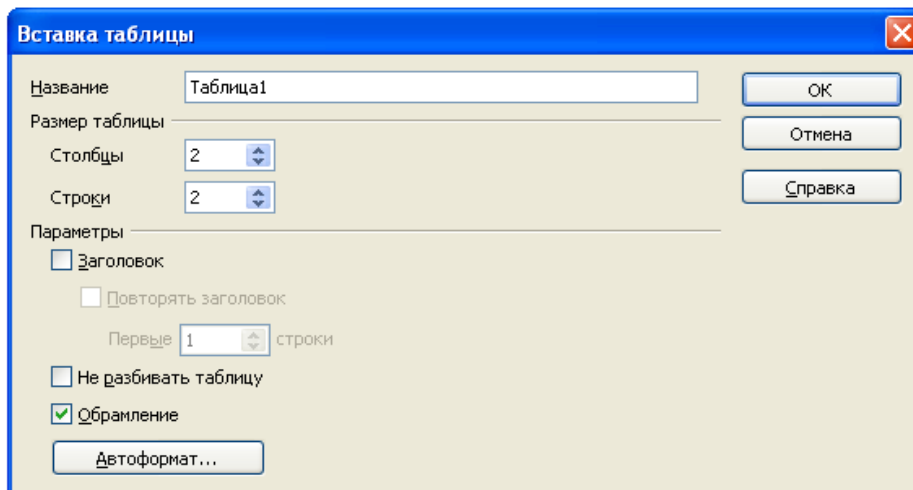 Вставка таблицы
Название Таблица1
OK
Размер таблицы
Отмена
Столбцы 2
Строки 2
Справка
Параметры
Заголовок
Повторять заголовок
Первые 1 строки
Не разбивать таблицу
Обрамление
Автоформат...